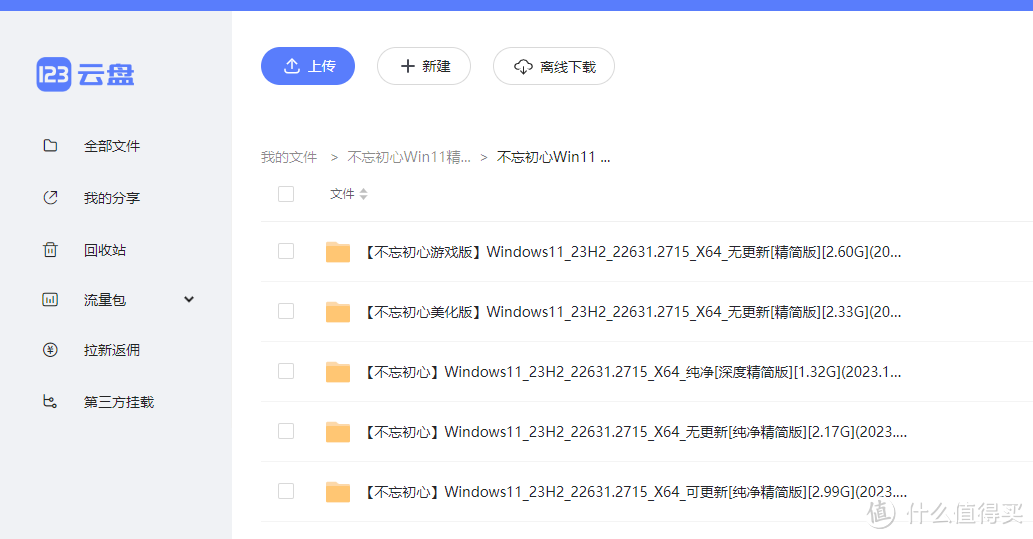 123云盘
上传
新建
离线下载
全部文件
我的分享
回收站
流量包
拉新返佣
第三方挂载
我的文件 > 不忘初心Win11精... > 不忘初心Win11 ...
文件
【不忘初心游戏版】Windows11_23H2_22631.2715_X64_无更新[精简版][2.60G](20...
【不忘初心美化版】Windows11_23H2_22631.2715_X64_无更新[精简版][2.33G](20...
【不忘初心】Windows11_23H2_22631.2715_X64_纯净[深度精简版][1.32G](2023.1...
【不忘初心】Windows11_23H2_22631.2715_X64_无更新[纯净精简版][2.17G](2023....
【不忘初心】Windows11_23H2_22631.2715_X64_可更新[纯净精简版][2.99G](2023....
值 什么值得买